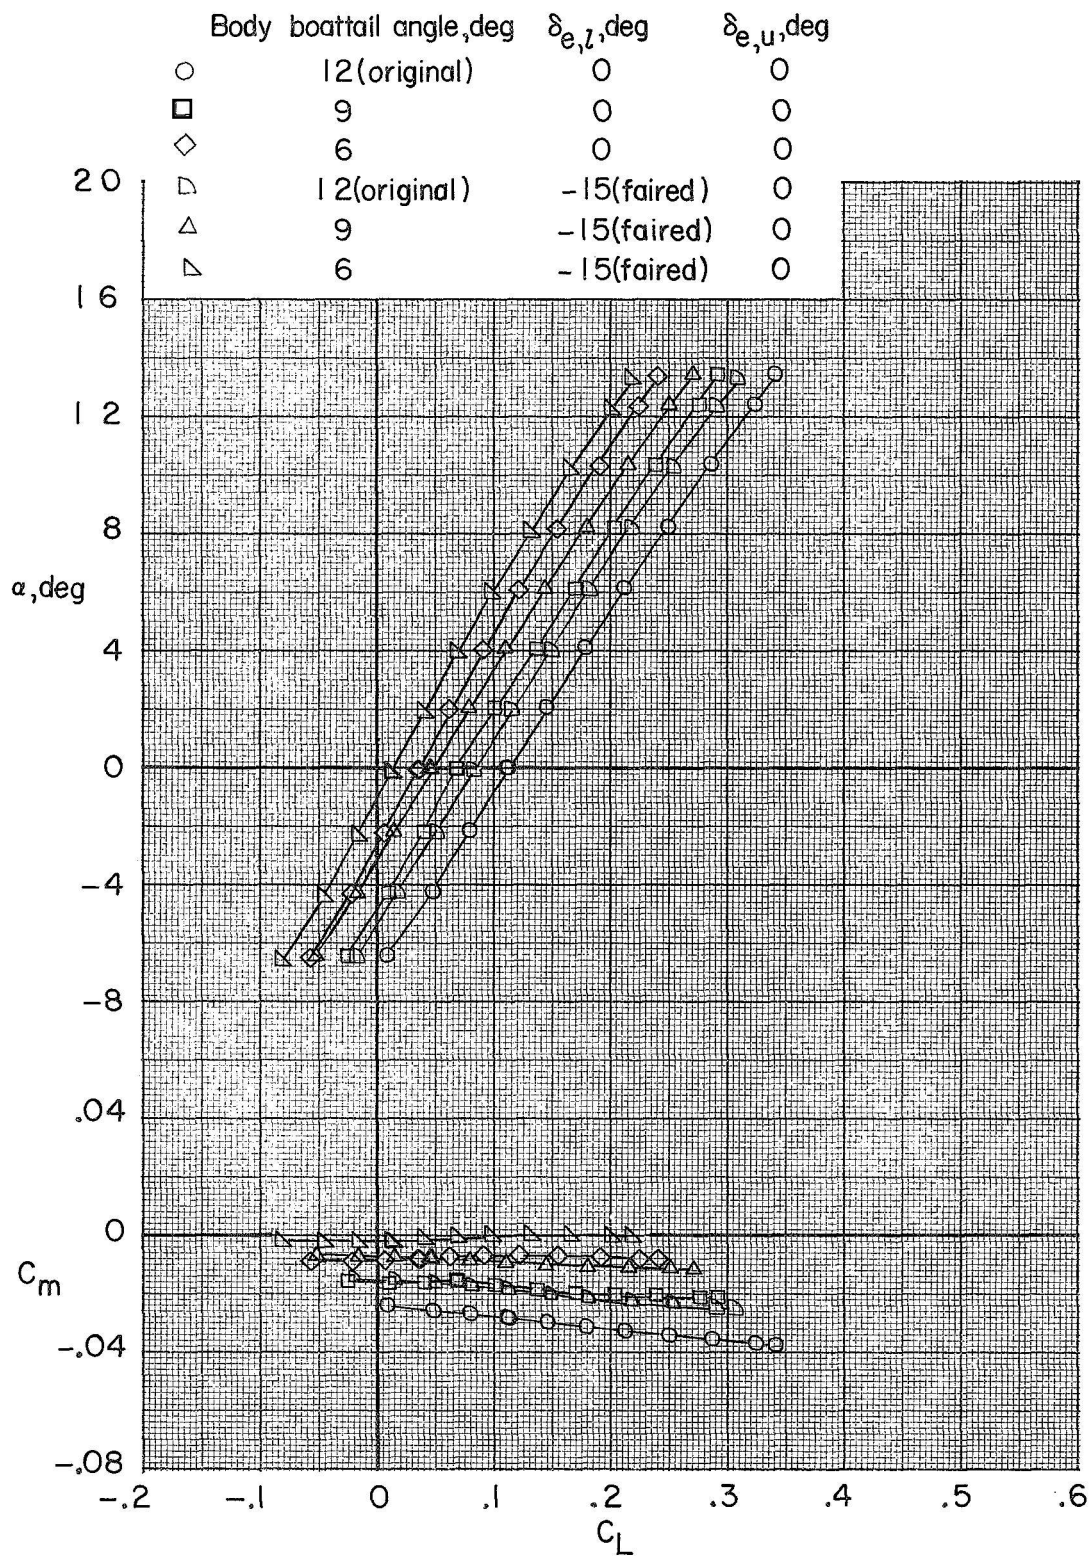 Body boattail angle,deg δe,l,deg δe,u,deg
12(original) 0 0
9 0 0
6 0 0
12(original) -15(faired) 0
9 -15(faired) 0
6 -15(faired) 0
20
16
12
8
α,deg
4
0
-4
-8
.04
0
Cm
-.04
-.08
-.2 -.1 0 .1 .2 .3 .4 .5 .6
CL